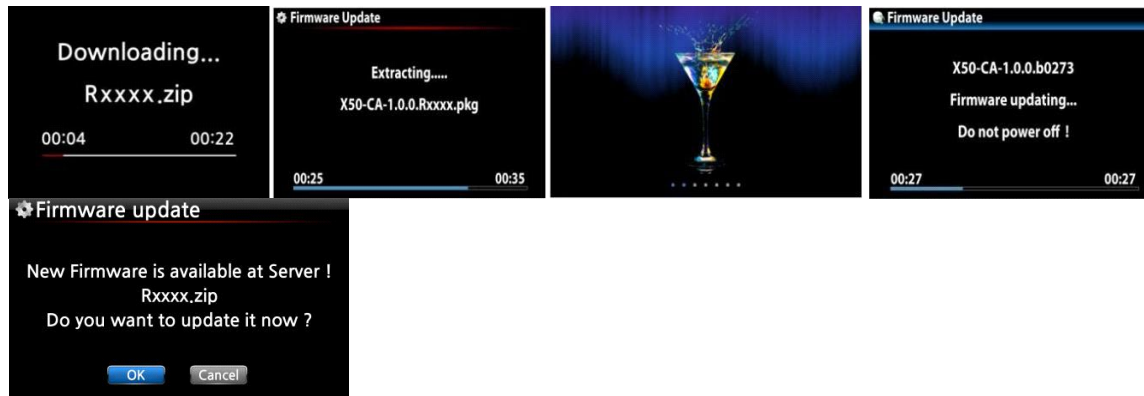 Downloading...
Rxxxx.zip
00:04 00:22
Firmware Update
Extracting.....
X50-CA-1.0.0.Rxxxx.pkg
00:25 00:35
Firmware Update
X50-CA-1.0.0.b0273
Firmware updating...
Do not power off !
00:27 00:27
Firmware update
New Firmware is available at Server !
Rxxxx.zip
Do you want to update it now ?
OK Cancel